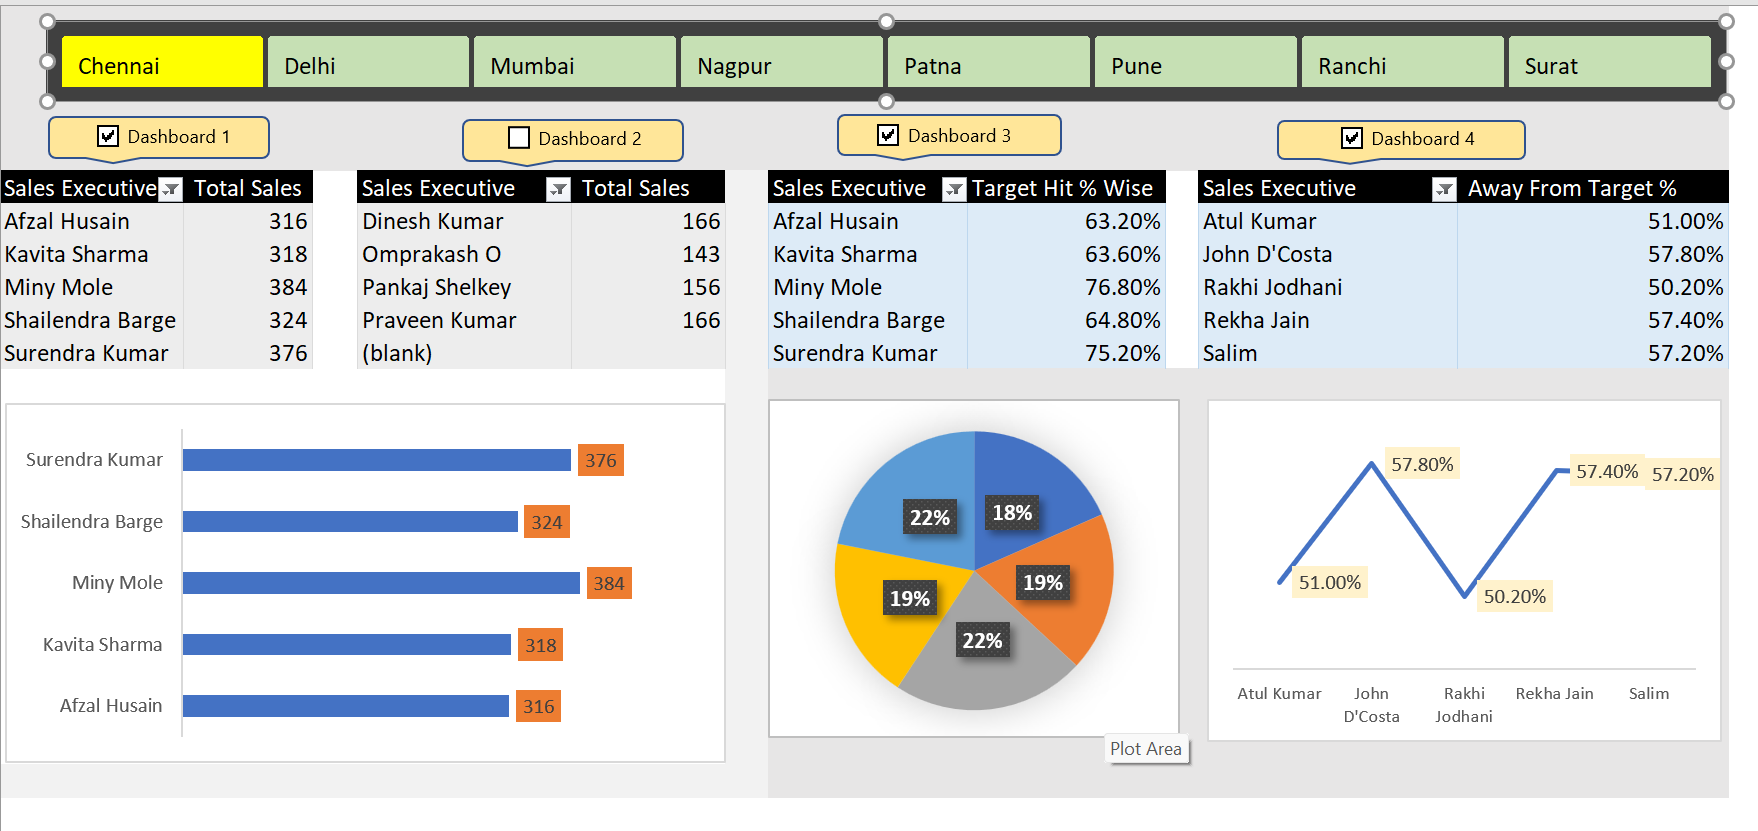 Chennai Delhi Mumbai Nagpur Patna Pune Ranchi Surat
Dashboard 1 Dashboard 2 Dashboard 3 Dashboard 4
Sales Executive Total Sales
Afzal Husain 316
Kavita Sharma 318
Miny Mole 384
Shailendra Barge 324
Surendra Kumar 376
Sales Executive Total Sales
Dinesh Kumar 166
Omprakash O 143
Pankaj Shelkey 156
Praveen Kumar 166
(blank)
Sales Executive Target Hit % Wise
Afzal Husain 63.20%
Kavita Sharma 63.60%
Miny Mole 76.80%
Shailendra Barge 64.80%
Surendra Kumar 75.20%
Sales Executive Away From Target %
Atul Kumar 51.00%
John D'Costa 57.80%
Rakhi Jodhani 50.20%
Rekha Jain 57.40%
Salim 57.20%
Surendra Kumar 376
Shailendra Barge 324
Miny Mole 384
Kavita Sharma 318
Afzal Husain 316
22% 18%
19% 19%
22%
Plot Area
57.80% 57.40% 57.20%
51.00% 50.20%
Atul Kumar John Rakhi Rekha Jain Salim
D'Costa Jodhani